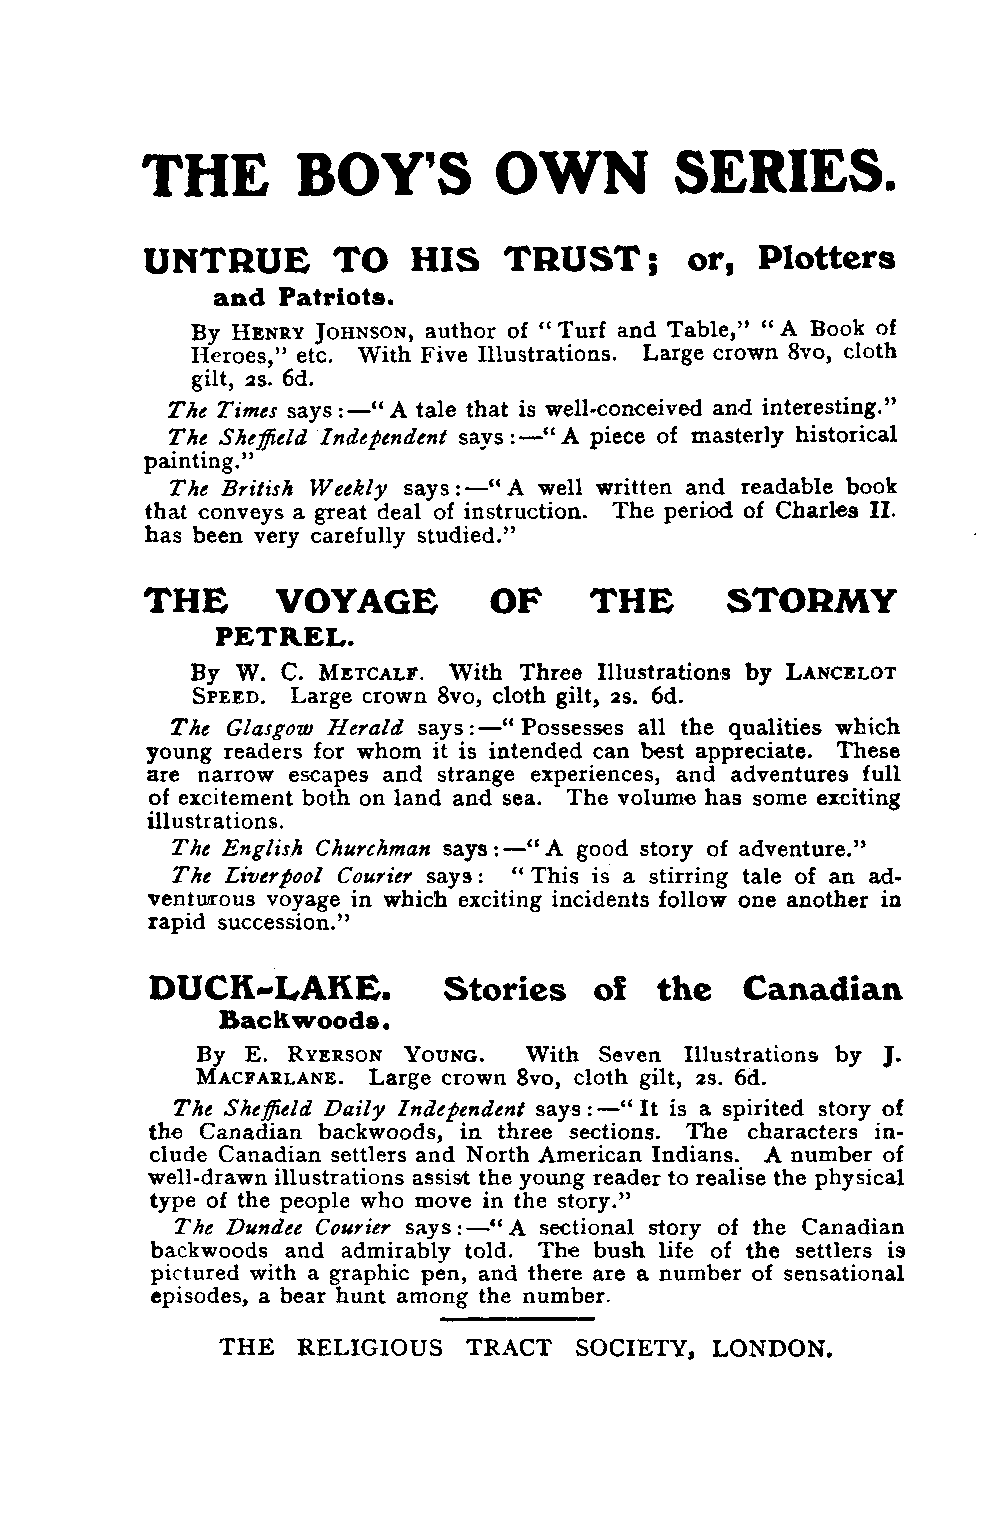 THE BOY'S OWN SERIES.
UNTRUE TO HIS TRUST; or, Plotters
and Patriots.
By HENRY JOHNSON, author of “Turf and Table,” “A Book of
Heroes,” etc. With Five Illustrations. Large crown 8vo, cloth
gilt, 2s. 6d.
The Times says:—“A tale that is well-conceived and interesting.”
The Sheffield Independent says:—“A piece of masterly historical
painting.”
The British Weekly says:—“A well written and readable book
that conveys a great deal of instruction. The period of Charles II.
has been very carefully studied.”
THE VOYAGE OF THE STORMY
PETREL.
By W. C. METCALF. With Three Illustrations by LANCELOT
SPEED. Large crown 8vo, cloth gilt, 2s. 6d.
The Glasgow Herald says:—“Possesses all the qualities which
young readers for whom it is intended can best appreciate. These
are narrow escapes and strange experiences, and adventures full
of excitement both on land and sea. The volume has some exciting
illustrations.
The English Churchman says:—“A good story of adventure.”
The Liverpool Courier says: “This is a stirring tale of an ad-
venturous voyage in which exciting incidents follow one another in
rapid succession.”
DUCK-LAKE. Stories of the Canadian
Backwoods.
By E. RYERSON YOUNG. With Seven Illustrations by J.
MACFARLANE. Large crown 8vo, cloth gilt, 2s. 6d.
The Sheffield Daily Independent says:—“It is a spirited story of
the Canadian backwoods, in three sections. The characters in-
clude Canadian settlers and North American Indians. A number of
well-drawn illustrations assist the young reader to realise the physical
type of the people who move in the story.”
The Dundee Courier says:—“A sectional story of the Canadian
backwoods and admirably told. The bush life of the settlers is
pictured with a graphic pen, and there are a number of sensational
episodes, a bear hunt among the number.
THE RELIGIOUS TRACT SOCIETY, LONDON.